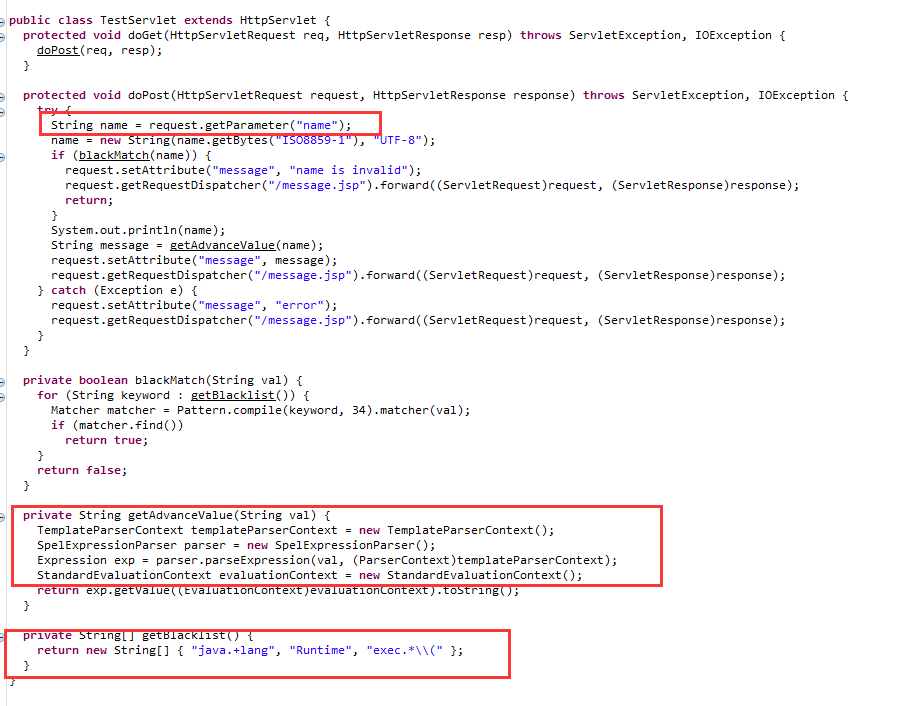 public class TestServlet extends HttpServlet {
  protected void doGet(HttpServletRequest req, HttpServletResponse resp) throws ServletException, IOException {
    doPost(req, resp);
  }

  protected void doPost(HttpServletRequest request, HttpServletResponse response) throws ServletException, IOException {
    try {
      String name = request.getParameter("name");
      name = new String(name.getBytes("ISO8859-1"), "UTF-8");
      if (blackMatch(name)) {
        request.setAttribute("message", "name is invalid");
        request.getRequestDispatcher("/message.jsp").forward((ServletRequest)request, (ServletResponse)response);
        return;
      }
      System.out.println(name);
      String message = getAdvanceValue(name);
      request.setAttribute("message", message);
      request.getRequestDispatcher("/message.jsp").forward((ServletRequest)request, (ServletResponse)response);
    } catch (Exception e) {
      request.setAttribute("message", "error");
      request.getRequestDispatcher("/message.jsp").forward((ServletRequest)request, (ServletResponse)response);
    }
  }

  private boolean blackMatch(String val) {
    for (String keyword : getBlacklist()) {
      Matcher matcher = Pattern.compile(keyword, 34).matcher(val);
      if (matcher.find())
        return true;
    }
    return false;
  }

  private String getAdvanceValue(String val) {
    TemplateParserContext templateParserContext = new TemplateParserContext();
    SpelExpressionParser parser = new SpelExpressionParser();
    Expression exp = parser.parseExpression(val, (ParserContext)templateParserContext);
    StandardEvaluationContext evaluationContext = new StandardEvaluationContext();
    return exp.getValue((EvaluationContext)evaluationContext).toString();
  }

  private String[] getBlacklist() {
    return new String[] { "java.+lang", "Runtime", "exec.*\\(" };
  }
}